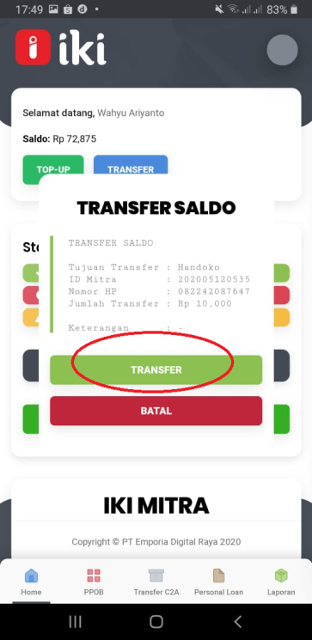 17:49
83%
iki
Selamat datang, Wahyu Ariyanto
Saldo: Rp 72,875
TOP-UP TRANSFER
TRANSFER SALDO
TRANSFER SALDO
Tujuan Transfer : Handoko
ID Mitra : 202005120535
Nomor HP : 082242087647
Jumlah Transfer : Rp 10,000
Keterangan : -
TRANSFER
BATAL
IKI MITRA
Copyright © PT Emporia Digital Raya 2020
Home PPOB Transfer C2A Personal Loan Laporan